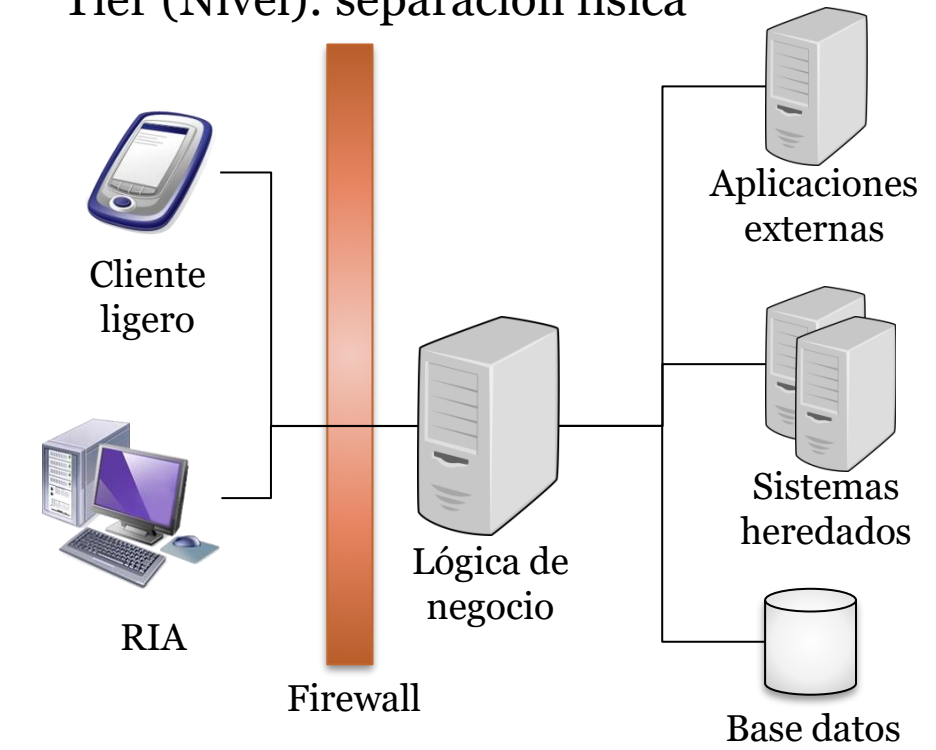 Tier (Nivel): separación física
Aplicaciones
externas
Cliente
ligero
Sistemas
heredados
Lógica de
negocio
RIA
Firewall
Base datos